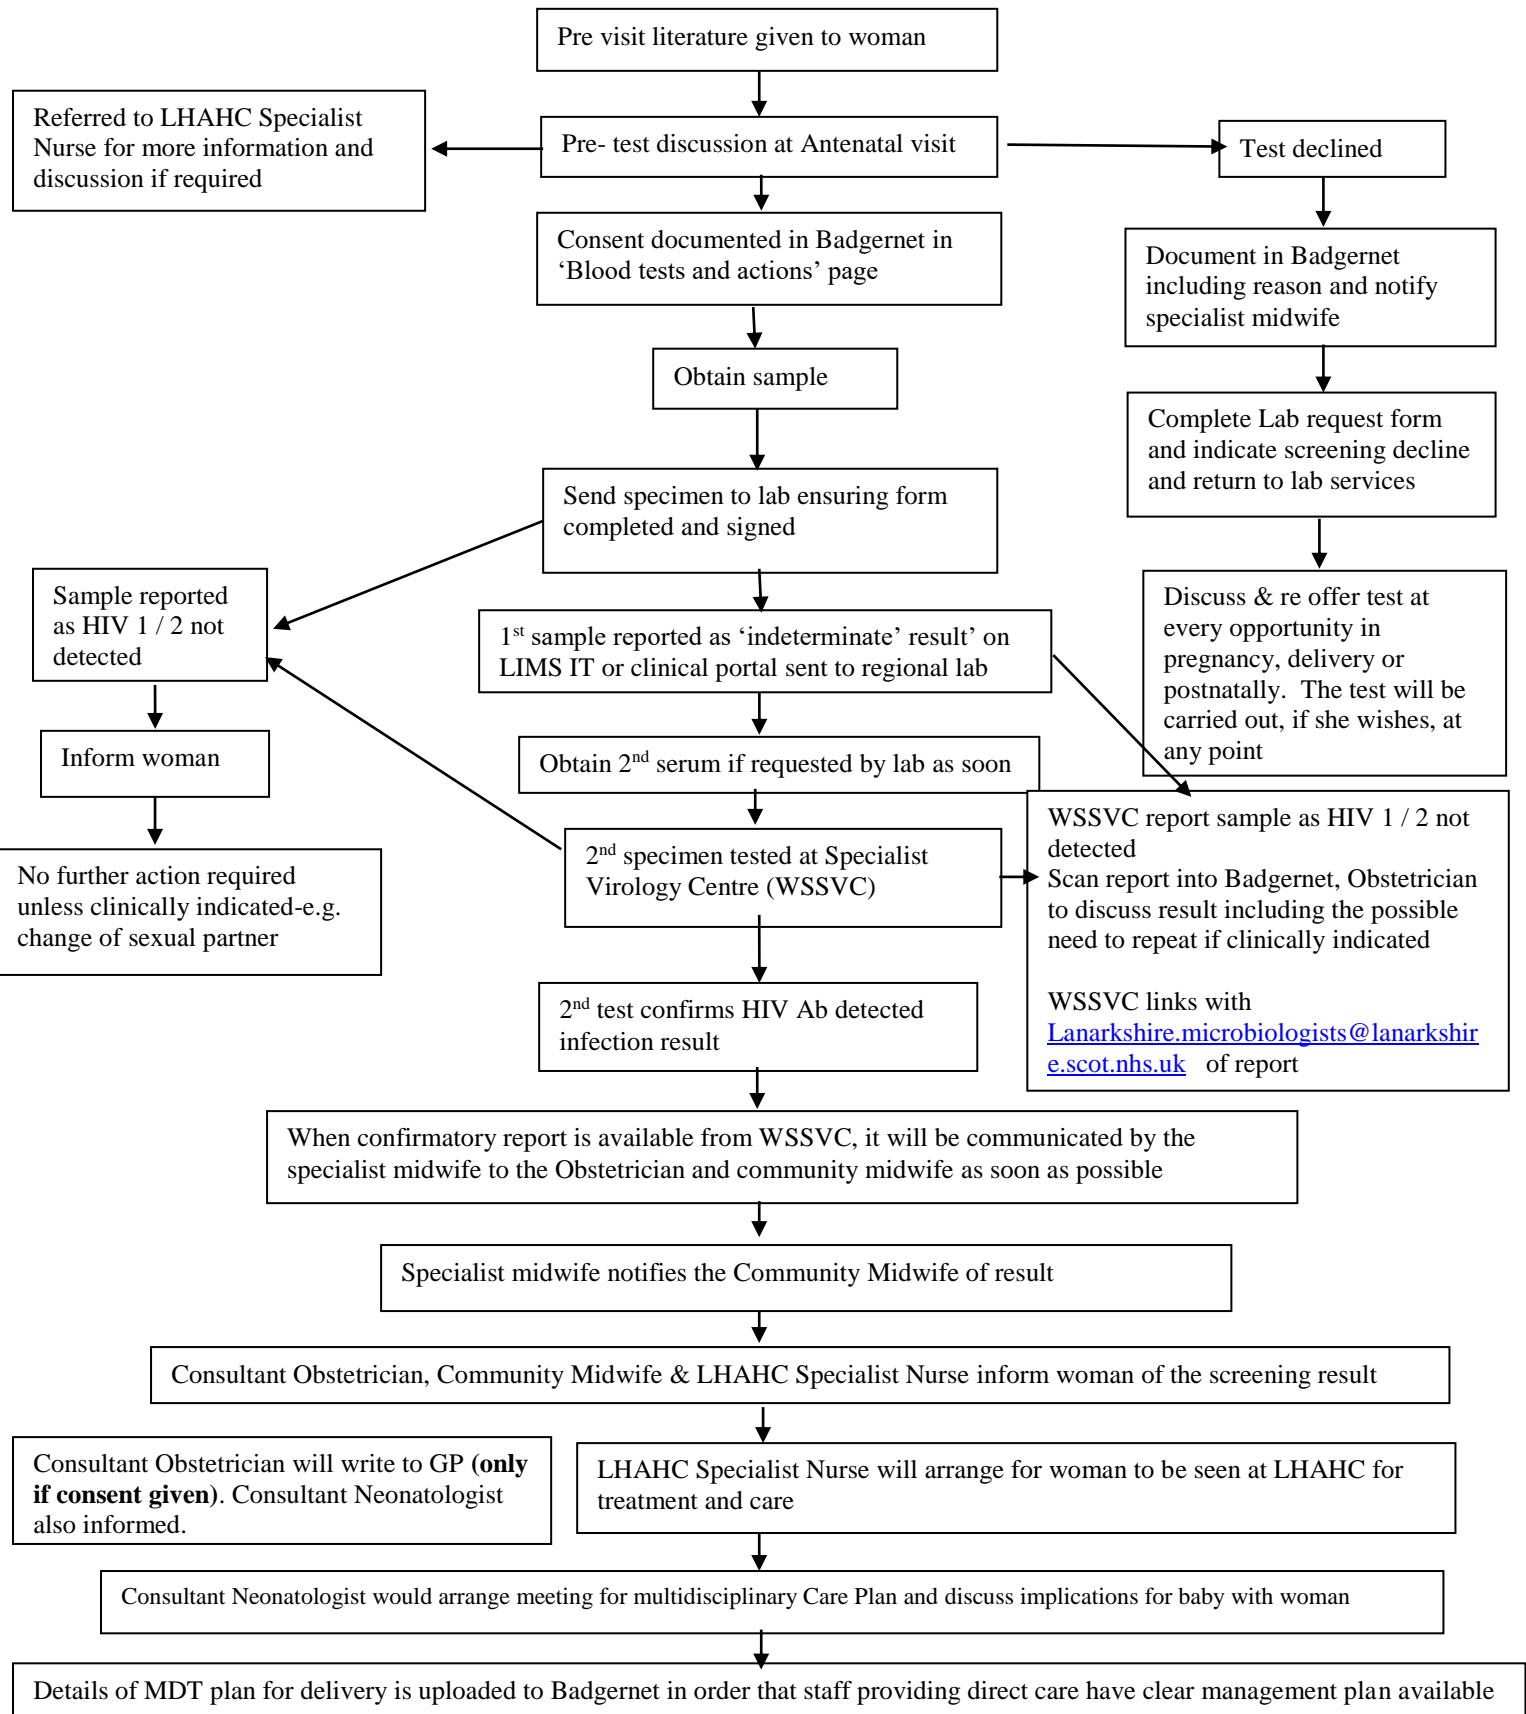 Pre visit literature given to woman
Referred to LHAHC Specialist
Nurse for more information and
discussion if required
Pre- test discussion at Antenatal visit
Test declined
Consent documented in Badgernet in
‘Blood tests and actions’ page
Document in Badgernet
including reason and notify
specialist midwife
Obtain sample
Complete Lab request form
and indicate screening decline
and return to lab services
Send specimen to lab ensuring form
completed and signed
Sample reported
as HIV 1 / 2 not
detected
1st sample reported as ‘indeterminate’ result’ on
LIMS IT or clinical portal sent to regional lab
Discuss & re offer test at
every opportunity in
pregnancy, delivery or
postnatally.  The test will be
carried out, if she wishes, at
any point
Inform woman
Obtain 2nd serum if requested by lab as soon
No further action required
unless clinically indicated-e.g.
change of sexual partner
2nd specimen tested at Specialist
Virology Centre (WSSVC)
WSSVC report sample as HIV 1 / 2 not
detected
Scan report into Badgernet, Obstetrician
to discuss result including the possible
need to repeat if clinically indicated
WSSVC links with
Lanarkshire.microbiologists@lanarkshir
e.scot.nhs.uk   of report
2nd test confirms HIV Ab detected
infection result
When confirmatory report is available from WSSVC, it will be communicated by the
specialist midwife to the Obstetrician and community midwife as soon as possible
Specialist midwife notifies the Community Midwife of result
Consultant Obstetrician, Community Midwife & LHAHC Specialist Nurse inform woman of the screening result
Consultant Obstetrician will write to GP (only
if consent given). Consultant Neonatologist
also informed.
LHAHC Specialist Nurse will arrange for woman to be seen at LHAHC for
treatment and care
Consultant Neonatologist would arrange meeting for multidisciplinary Care Plan and discuss implications for baby with woman
Details of MDT plan for delivery is uploaded to Badgernet in order that staff providing direct care have clear management plan available